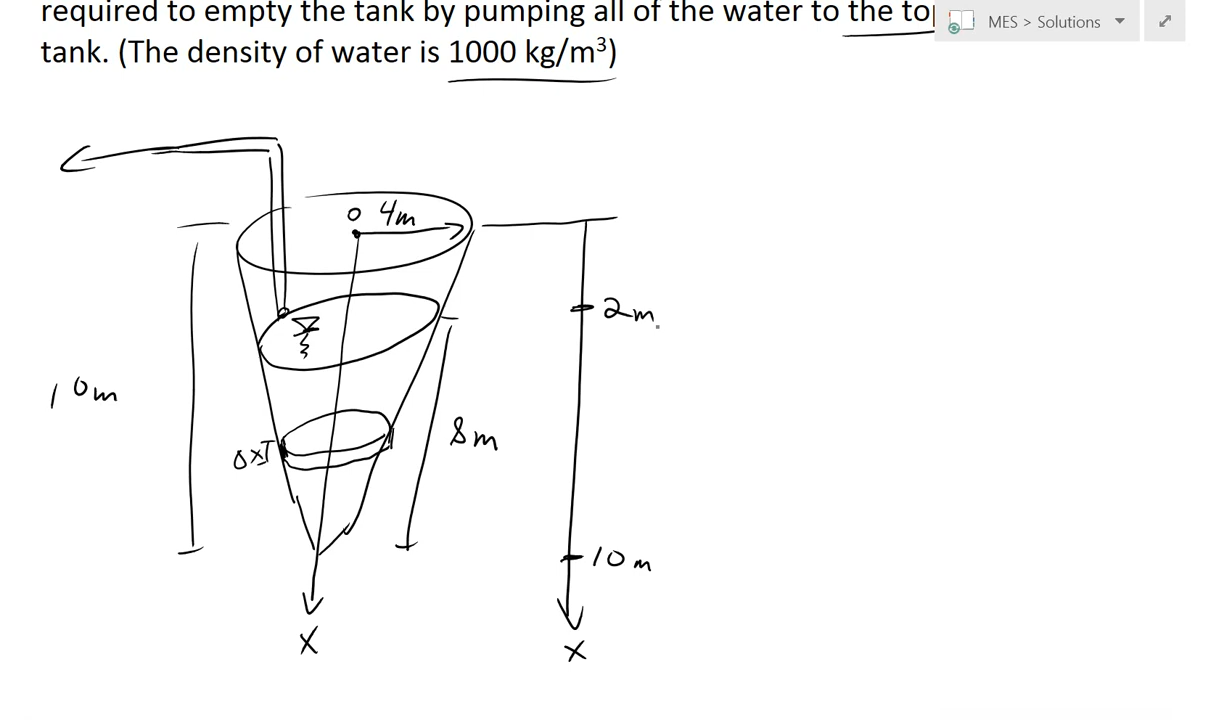 required to empty the tank by pumping all of the water to the to
MES > Solutions
tank. (The density of water is 1000 kg/m³)
0 4m
2m.
10m
8m
Δx
10m
x
x